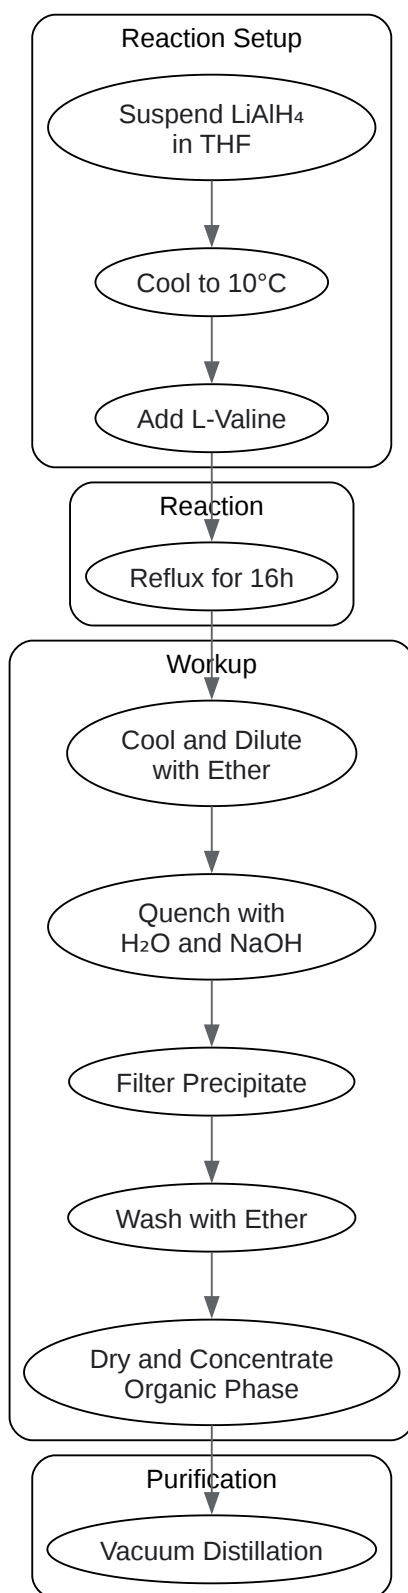 Reaction Setup
Suspend LiAlH₄
in THF
Cool to 10°C
Add L-Valine
Reaction
Reflux for 16h
Workup
Cool and Dilute
with Ether
Quench with
H₂O and NaOH
Filter Precipitate
Wash with Ether
Dry and Concentrate
Organic Phase
Purification
Vacuum Distillation